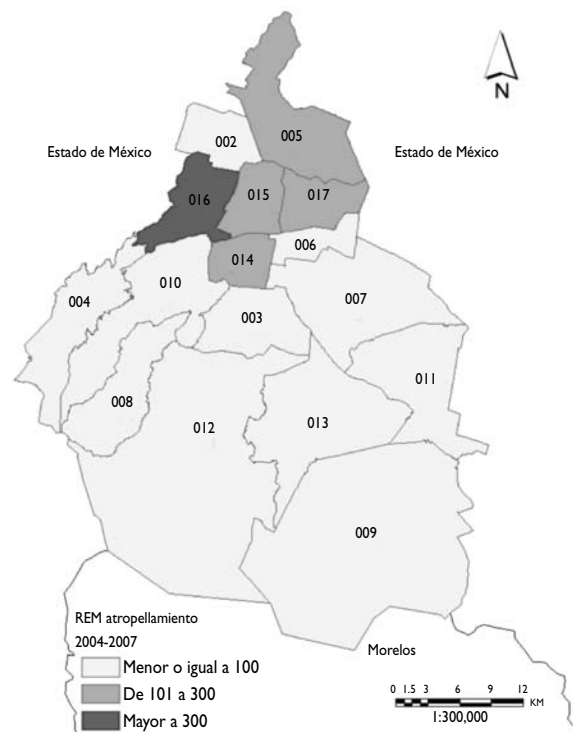 N
002
005
Estado de México
Estado de México
016
015
017
006
014
010
004
007
003
011
008
012
013
009
REM atropellamiento
2004-2007
Menor o igual a 100
De 101 a 300
Mayor a 300
Morelos
0 1.5 3 6 9 12 KM
1:300,000